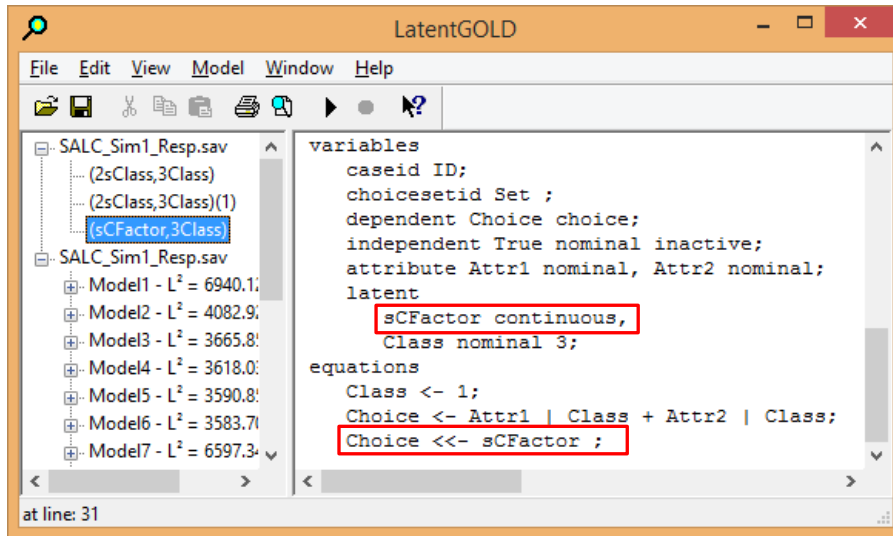 LatentGOLD
File Edit View Model Window Help
SALC_Sim1_Resp.sav
(2sClass,3Class)
(2sClass,3Class)(1)
(sCFactor,3Class)
SALC_Sim1_Resp.sav
Model1 - L² = 6940.12
Model2 - L² = 4082.92
Model3 - L² = 3665.8
Model4 - L² = 3618.0
Model5 - L² = 3590.8
Model6 - L² = 3583.70
Model7 - L² = 6597.34
variables
caseid ID;
choicesetid Set ;
dependent Choice choice;
independent True nominal inactive;
attribute Attr1 nominal, Attr2 nominal;
latent
sCFactor continuous,
Class nominal 3;
equations
Class <- 1;
Choice <- Attr1 | Class + Attr2 | Class;
Choice <<- sCFactor ;
at line: 31